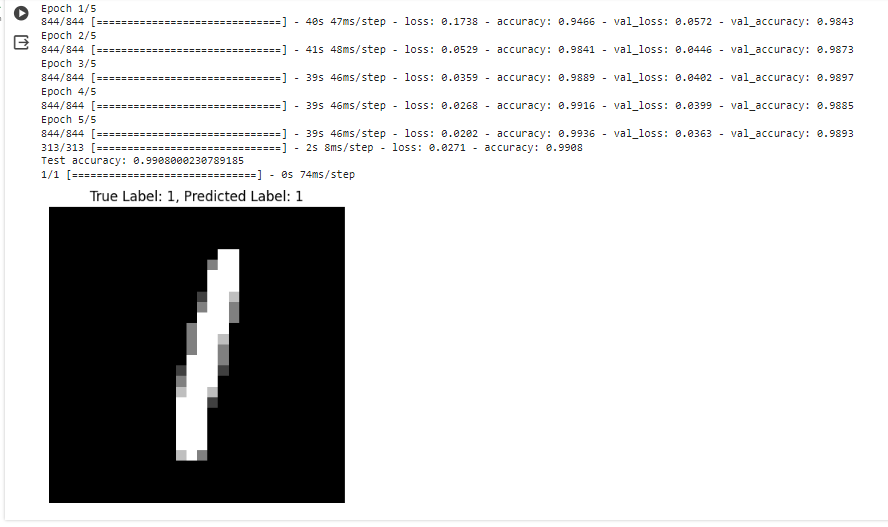 Epoch 1/5
844/844 [==============================] - 40s 47ms/step - loss: 0.1738 - accuracy: 0.9466 - val_loss: 0.0572 - val_accuracy: 0.9843
Epoch 2/5
844/844 [==============================] - 41s 48ms/step - loss: 0.0529 - accuracy: 0.9841 - val_loss: 0.0446 - val_accuracy: 0.9873
Epoch 3/5
844/844 [==============================] - 39s 46ms/step - loss: 0.0359 - accuracy: 0.9889 - val_loss: 0.0402 - val_accuracy: 0.9897
Epoch 4/5
844/844 [==============================] - 39s 46ms/step - loss: 0.0268 - accuracy: 0.9916 - val_loss: 0.0399 - val_accuracy: 0.9885
Epoch 5/5
844/844 [==============================] - 39s 46ms/step - loss: 0.0202 - accuracy: 0.9936 - val_loss: 0.0363 - val_accuracy: 0.9893
313/313 [==============================] - 2s 8ms/step - loss: 0.0271 - accuracy: 0.9908
Test accuracy: 0.9908000230789185
1/1 [==============================] - 0s 74ms/step
True Label: 1, Predicted Label: 1